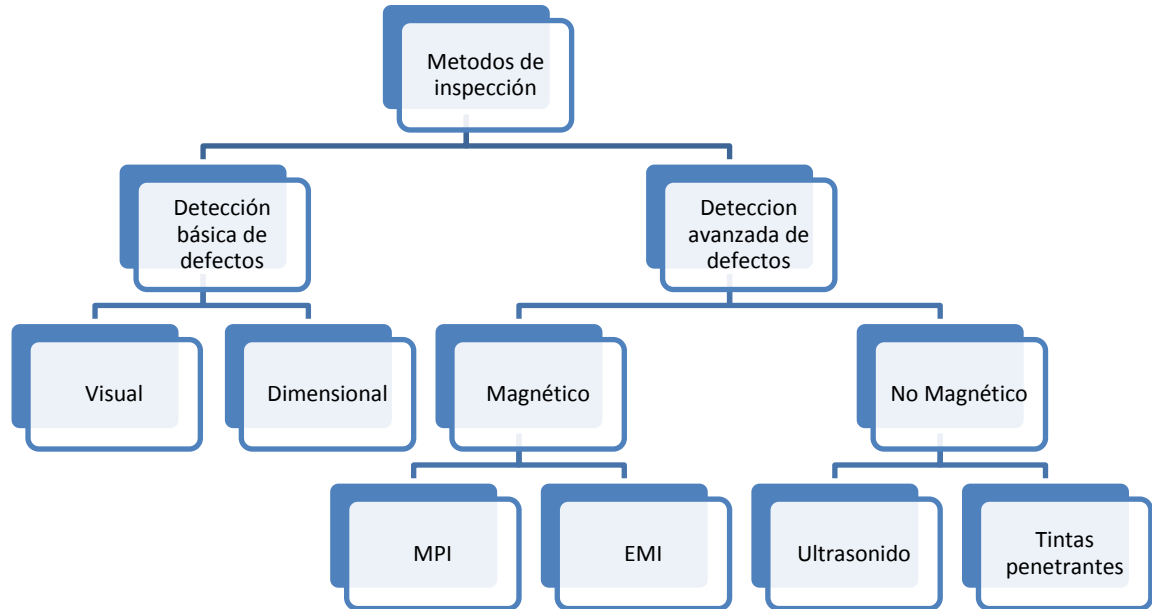 Metodos de
inspección
Detección
básica de
defectos
Deteccion
avanzada de
defectos
Visual
Dimensional
Magnético
No Magnético
MPI
EMI
Ultrasonido
Tintas
penetrantes